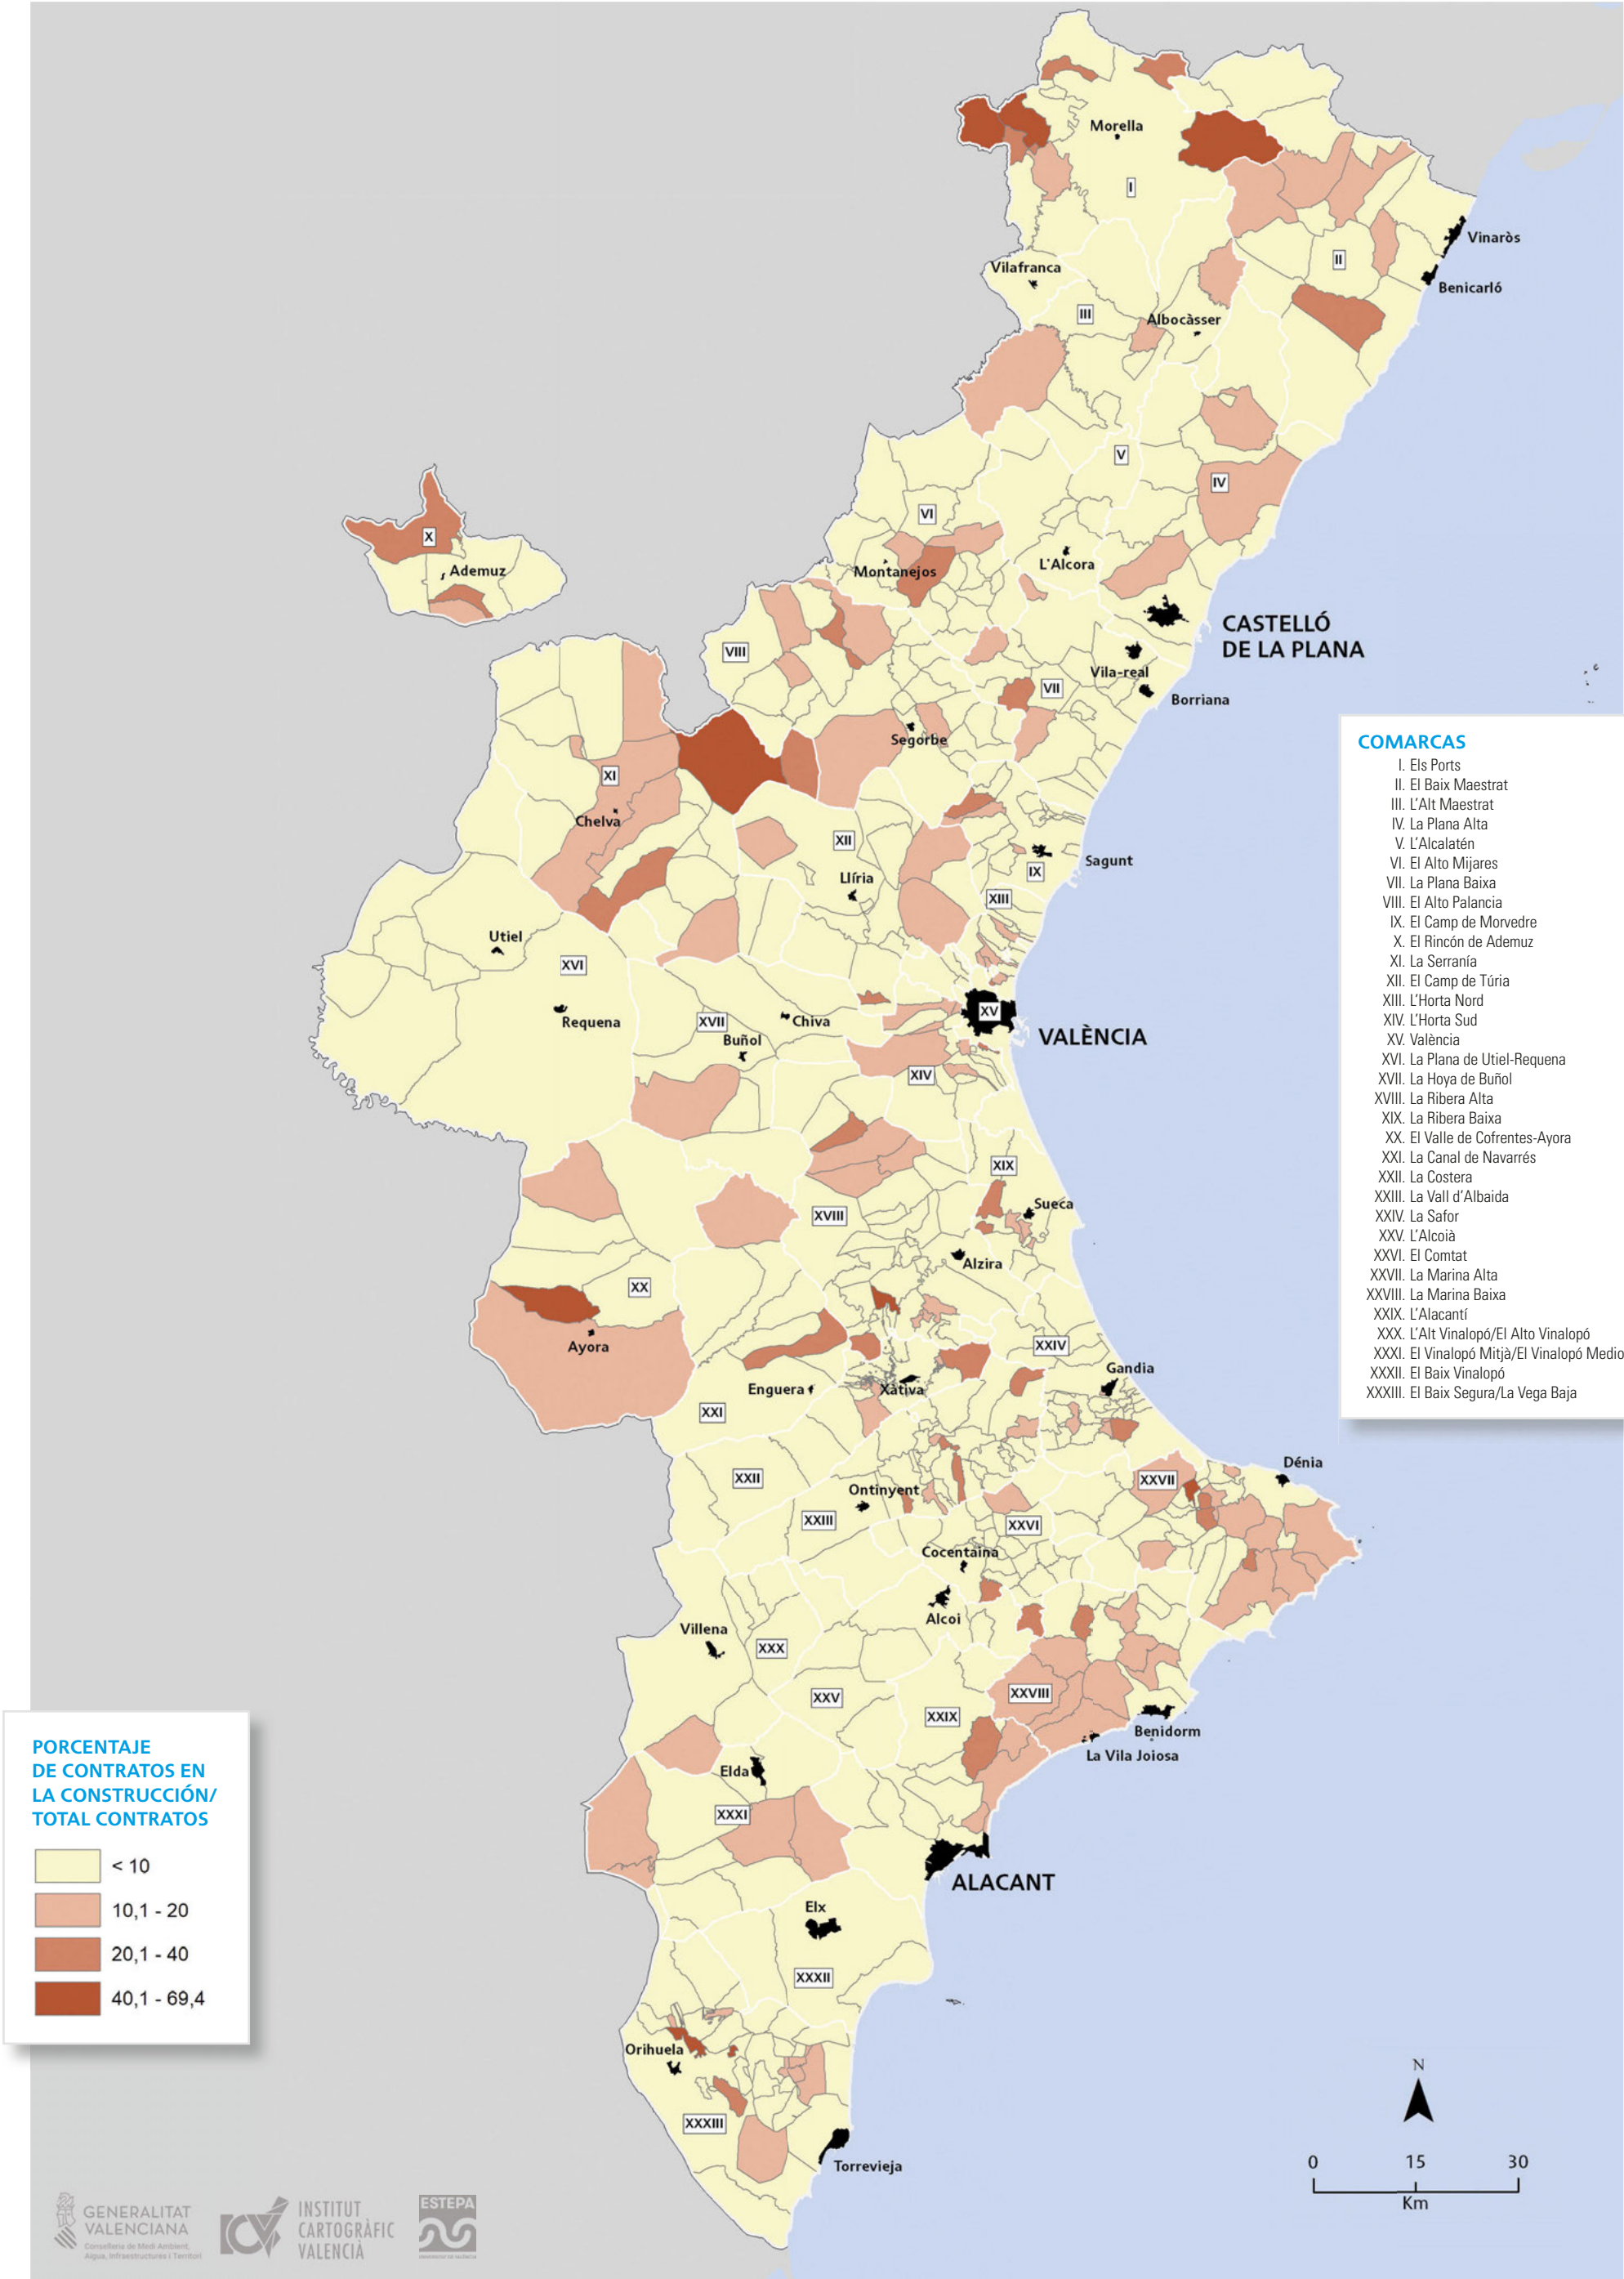 Morella
I
Vinaròs
II
Benicarló
Vilafranca
III
Albocàsser
V
IV
VI
X
Ademuz
L'Alcora
Montanejos
CASTELLÓ
DE LA PLANA
VIII
Vila-real
VII
Borriana
Segorbe
XI
Chelva
XII
Sagunt
Llíria
IX
XIII
Utiel
XVI
Requena
XVII
Chiva
Buñol
XV
VALÈNCIA
XIV
XIX
Sueca
XVIII
Alzira
XX
Ayora
XXIV
Gandia
Enguera
Xàtiva
XXI
XXII
Dénia
XXVII
Ontinyent
XXIII
XXVI
Cocentaina
Alcoi
Villena
XXX
XXV
XXVIII
XXIX
Benidorm
La Vila Joiosa
Elda
XXXI
ALACANT
Elx
XXXII
Orihuela
XXXIII
Torrevieja
COMARCAS
I. Els Ports
II. El Baix Maestrat
III. L'Alt Maestrat
IV. La Plana Alta
V. L'Alcalatén
VI. El Alto Mijares
VII. La Plana Baixa
VIII. El Alto Palancia
IX. El Camp de Morvedre
X. El Rincón de Ademuz
XI. La Serranía
XII. El Camp de Túria
XIII. L'Horta Nord
XIV. L'Horta Sud
XV. València
XVI. La Plana de Utiel-Requena
XVII. La Hoya de Buñol
XVIII. La Ribera Alta
XIX. La Ribera Baixa
XX. El Valle de Cofrentes-Ayora
XXI. La Canal de Navarrés
XXII. La Costera
XXIII. La Vall d'Albaida
XXIV. La Safor
XXV. L'Alcoià
XXVI. El Comtat
XXVII. La Marina Alta
XXVIII. La Marina Baixa
XXIX. L'Alacantí
XXX. L'Alt Vinalopó/El Alto Vinalopó
XXXI. El Vinalopó Mitjà/El Vinalopó Medio
XXXII. El Baix Vinalopó
XXXIII. El Baix Segura/La Vega Baja
PORCENTAJE
DE CONTRATOS EN
LA CONSTRUCCIÓN/
TOTAL CONTRATOS
< 10
10,1 - 20
20,1 - 40
40,1 - 69,4
N
0 15 30
Km
GENERALITAT
VALENCIANA
Conselleria de Medi Ambient,
Aigua, Infraestructures i Territori
ICV
INSTITUT
CARTOGRÀFIC
VALENCIÀ
ESTEPA